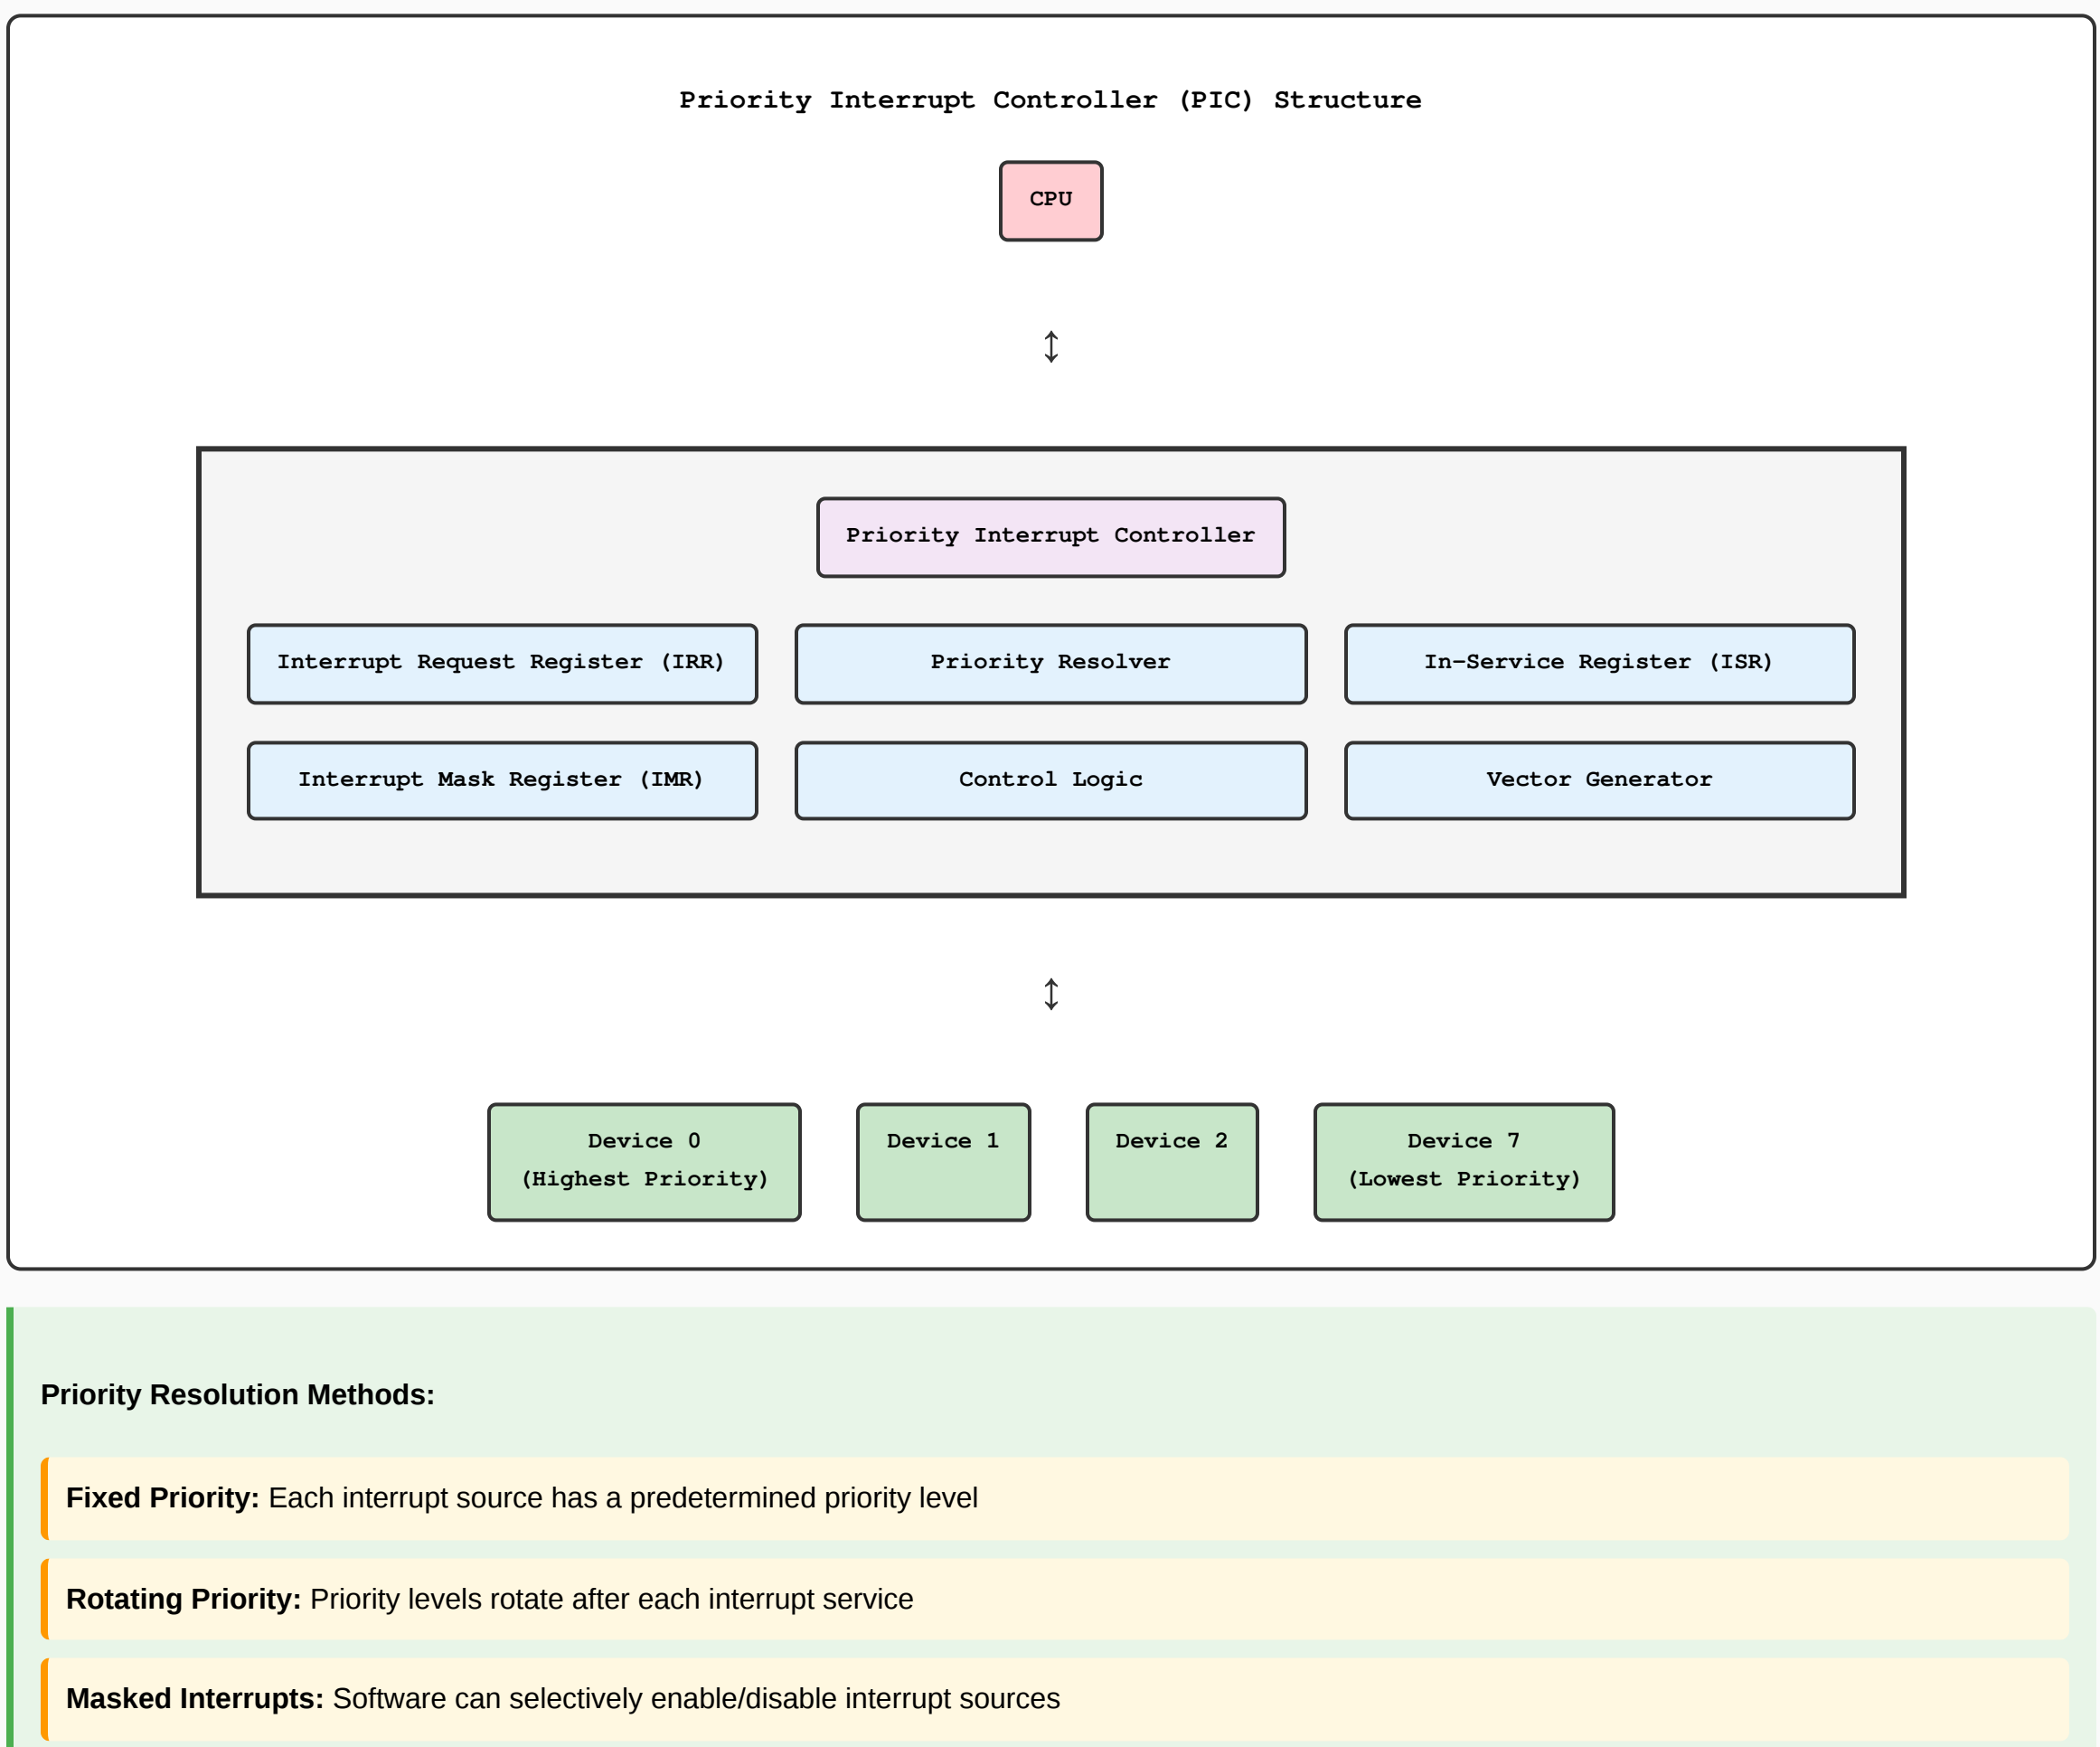 Priority Interrupt Controller (PIC) Structure
CPU
↕
Priority Interrupt Controller
Interrupt Request Register (IRR)
Priority Resolver
In-Service Register (ISR)
Interrupt Mask Register (IMR)
Control Logic
Vector Generator
↕
Device 0
(Highest Priority)
Device 1
Device 2
Device 7
(Lowest Priority)
Priority Resolution Methods:
Fixed Priority: Each interrupt source has a predetermined priority level
Rotating Priority: Priority levels rotate after each interrupt service
Masked Interrupts: Software can selectively enable/disable interrupt sources